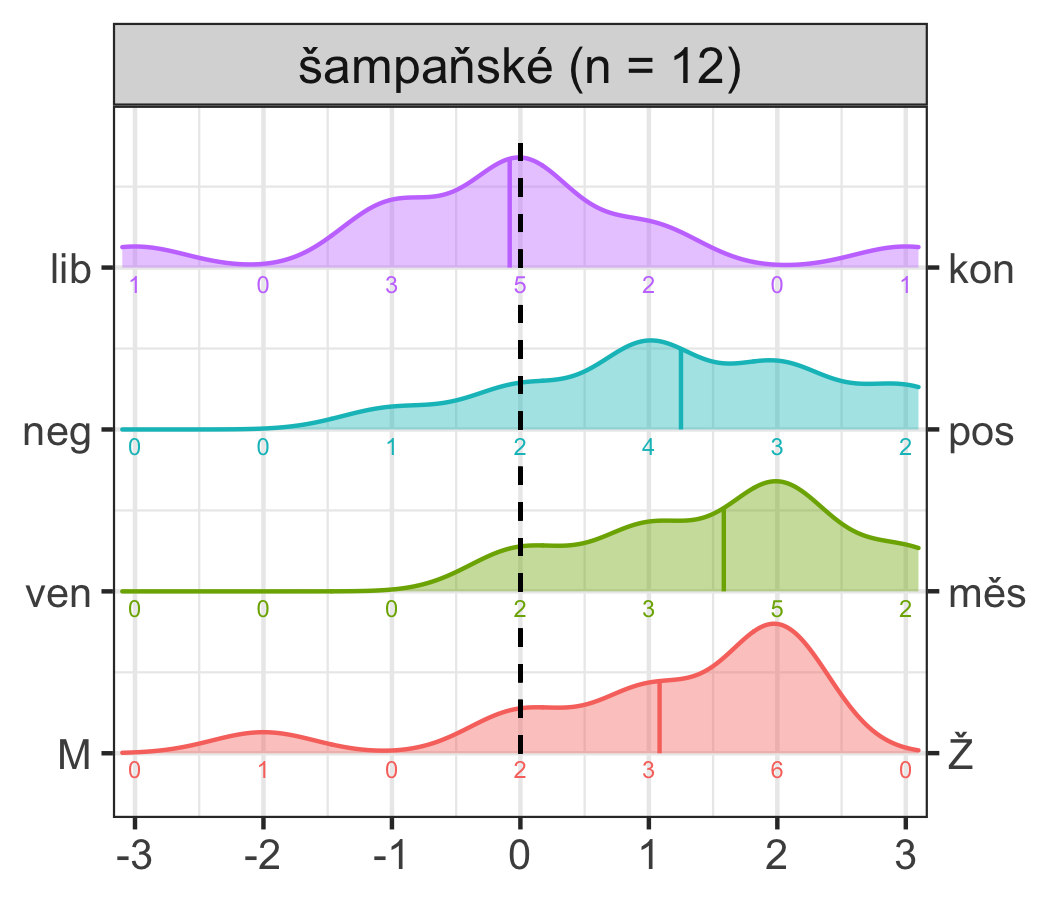 šampaňské (n = 12)
lib kon
1 0 3 5 2 0 1
neg pos
0 0 1 2 4 3 2
ven měs
0 0 0 2 3 5 2
M Ž
0 1 0 2 3 6 0
-3 -2 -1 0 1 2 3